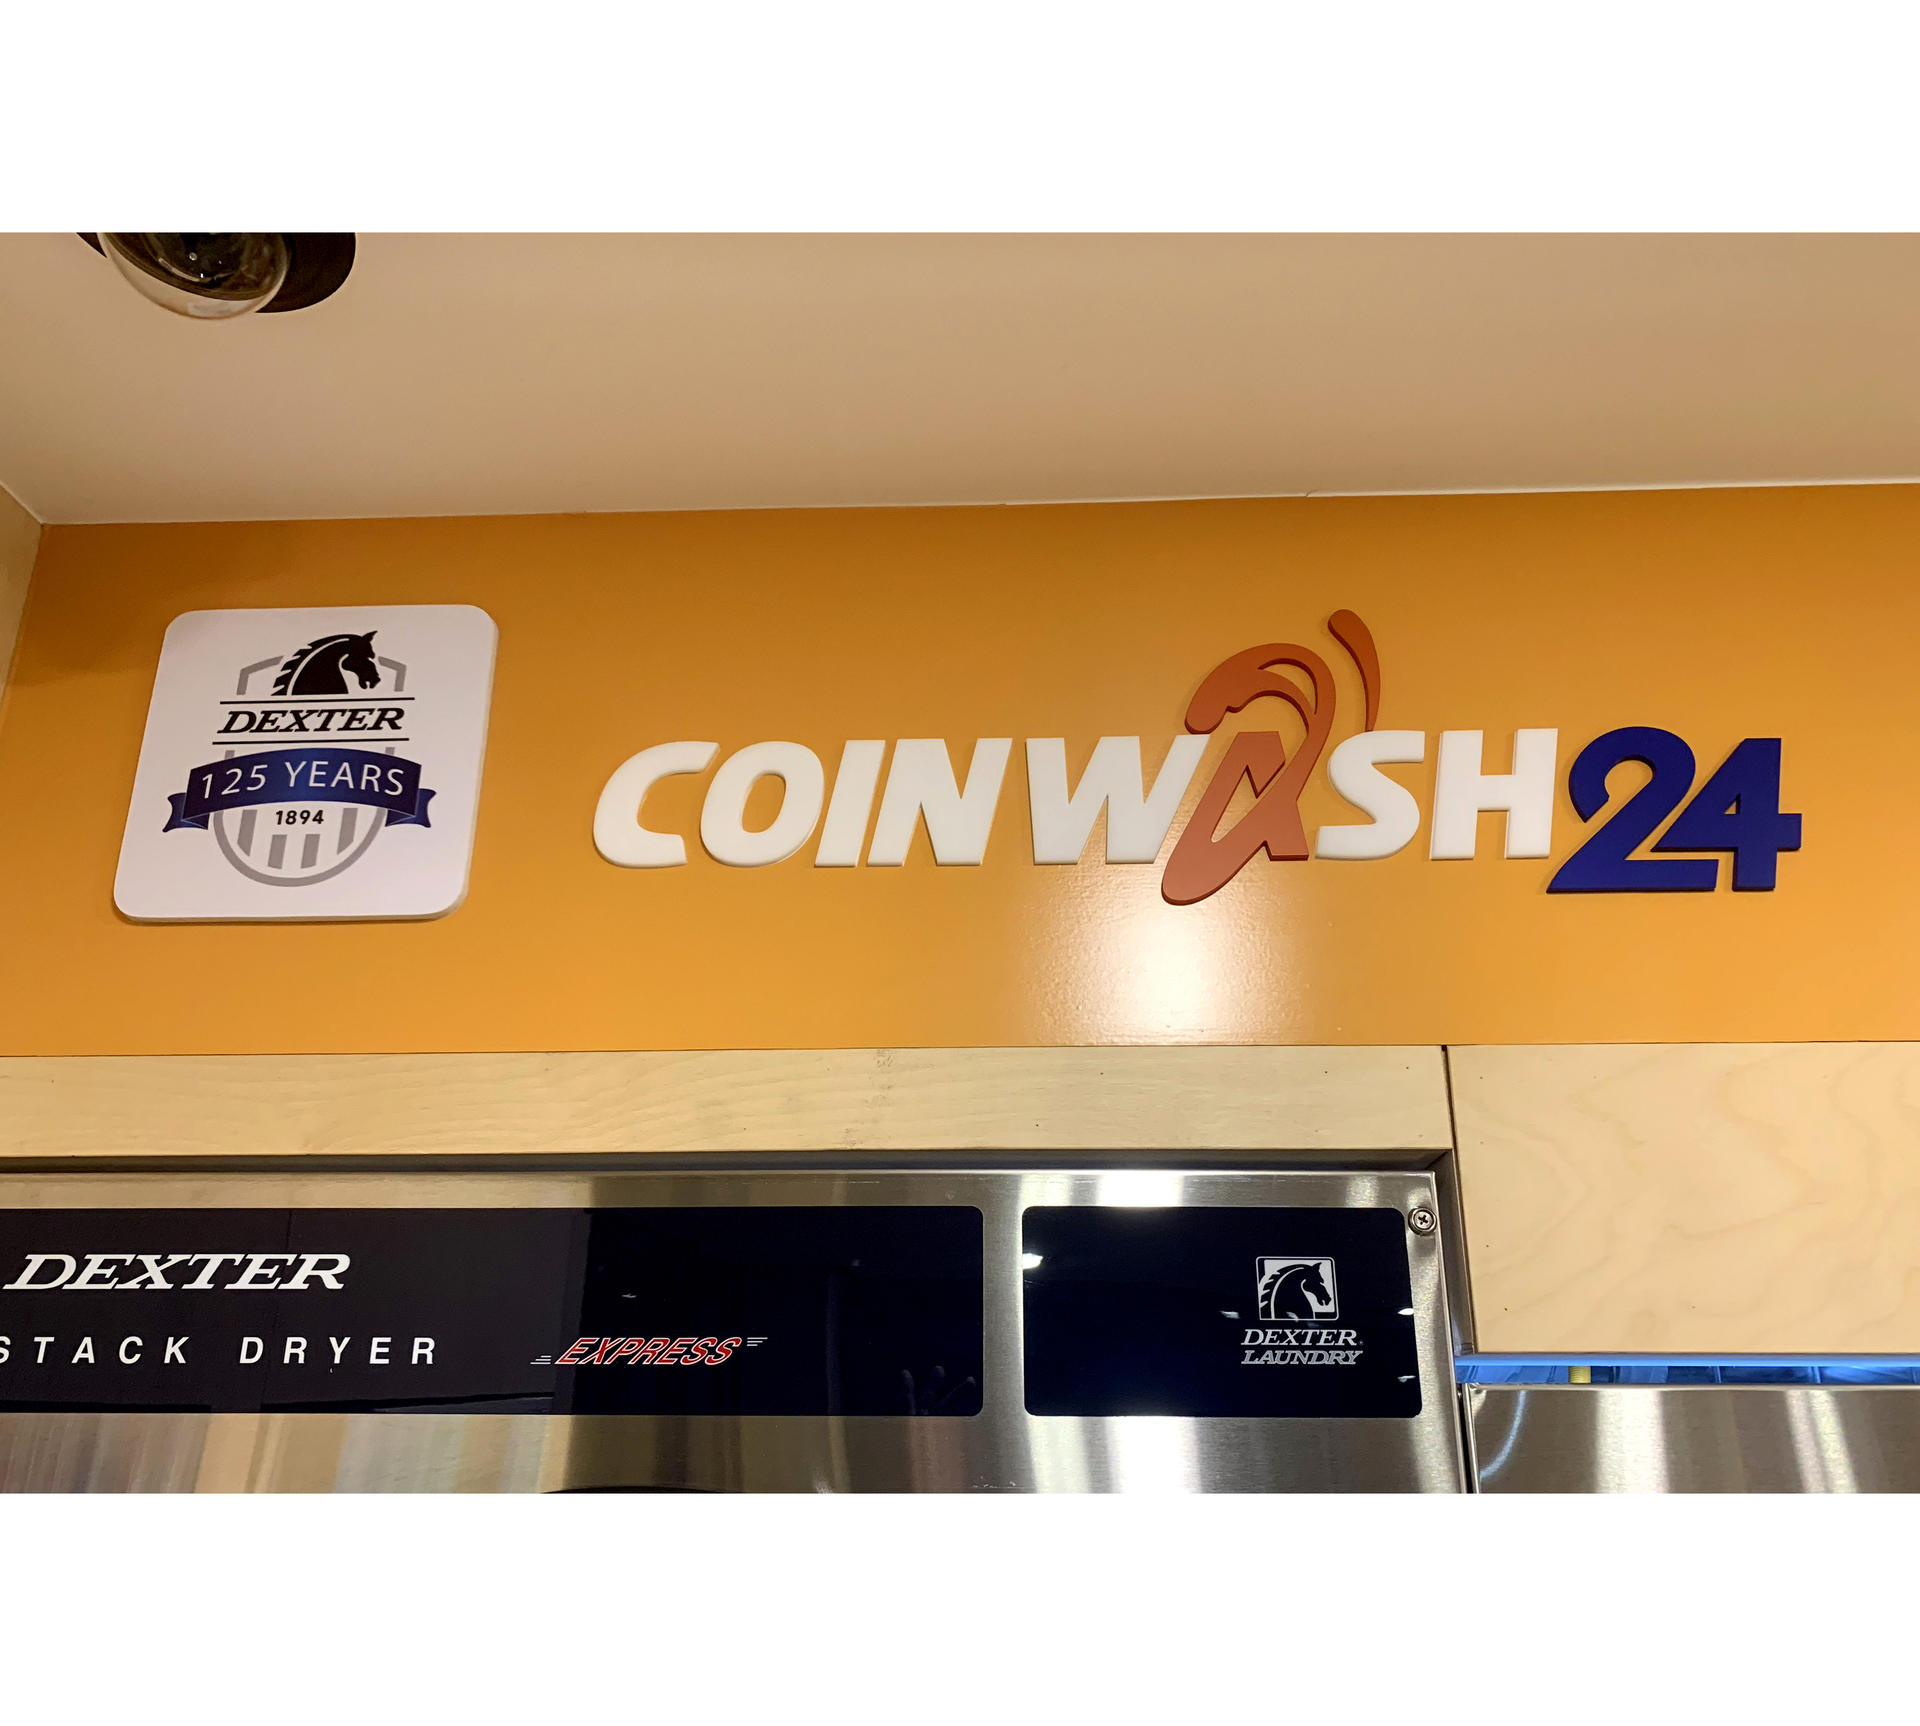 DEXTER
125 YEARS
1894
COINWASH24
DEXTER
STACK DRYER
EXPRESS
DEXTER
LAUNDRY